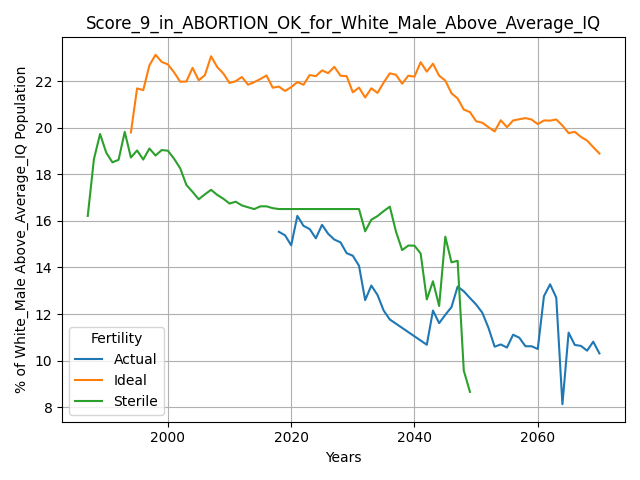 Score_9_in_ABORTION_OK_for_White_Male_Above_Average_IQ
% of White_Male Above_Average_IQ Population
22
20
18
16
14
12
10
8
Fertility
Actual
Ideal
Sterile
2000
2020
2040
2060
Years